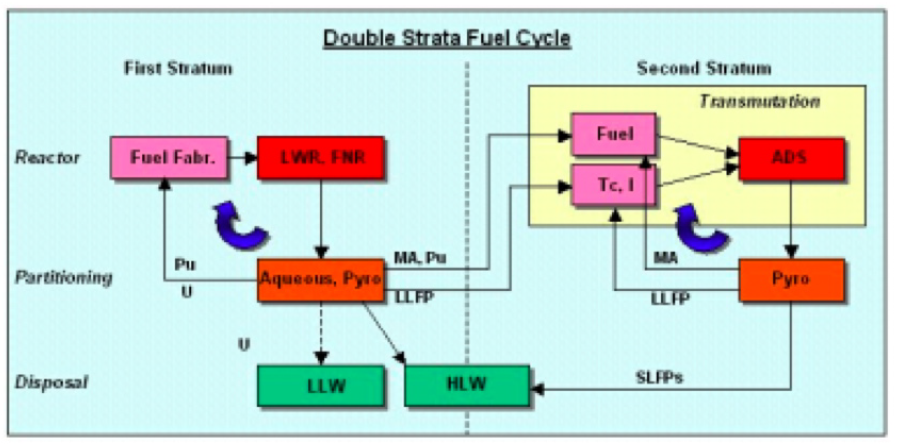 Double Strata Fuel Cycle
First Stratum
Second Stratum
Transmutation
Reactor
Fuel Fabr.
LWR, FNR
Fuel
Tc, I
ADS
Partitioning
Pu
U
Aqueous, Pyro
MA, Pu
LLFP
MA
LLFP
Pyro
U
Disposal
LLW
HLW
SLFPs